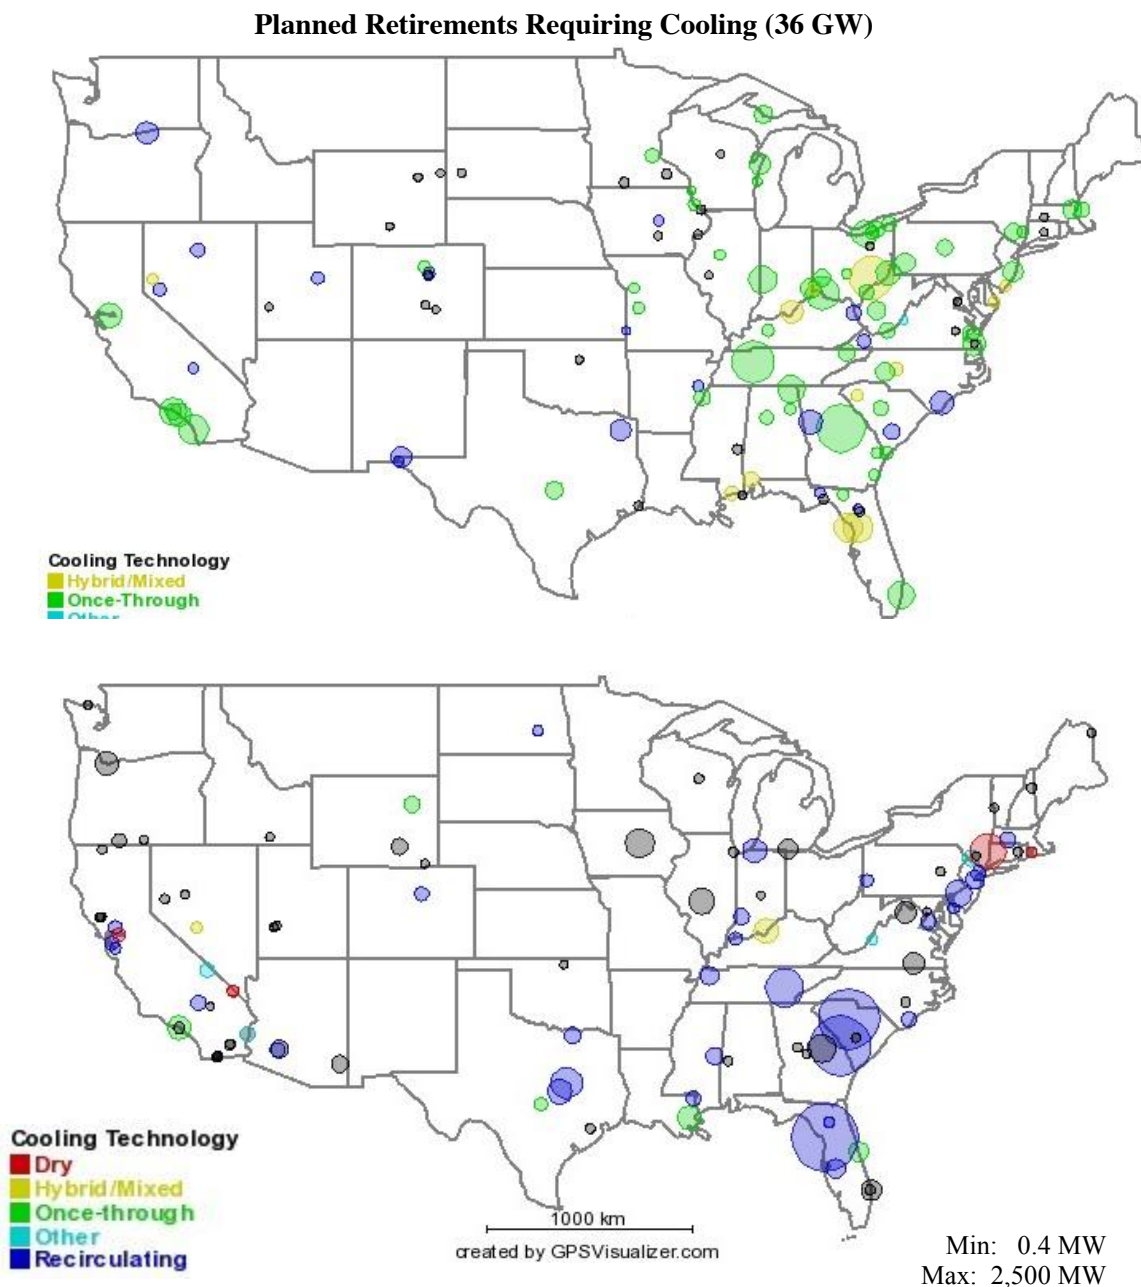 Planned Retirements Requiring Cooling (36 GW)
Cooling Technology
Hybrid/Mixed
Once-Through
Other
Cooling Technology
Dry
Hybrid/Mixed
Once-through
Other
Recirculating
1000 km
created by GPSVisualizer.com
Min: 0.4 MW
Max: 2,500 MW